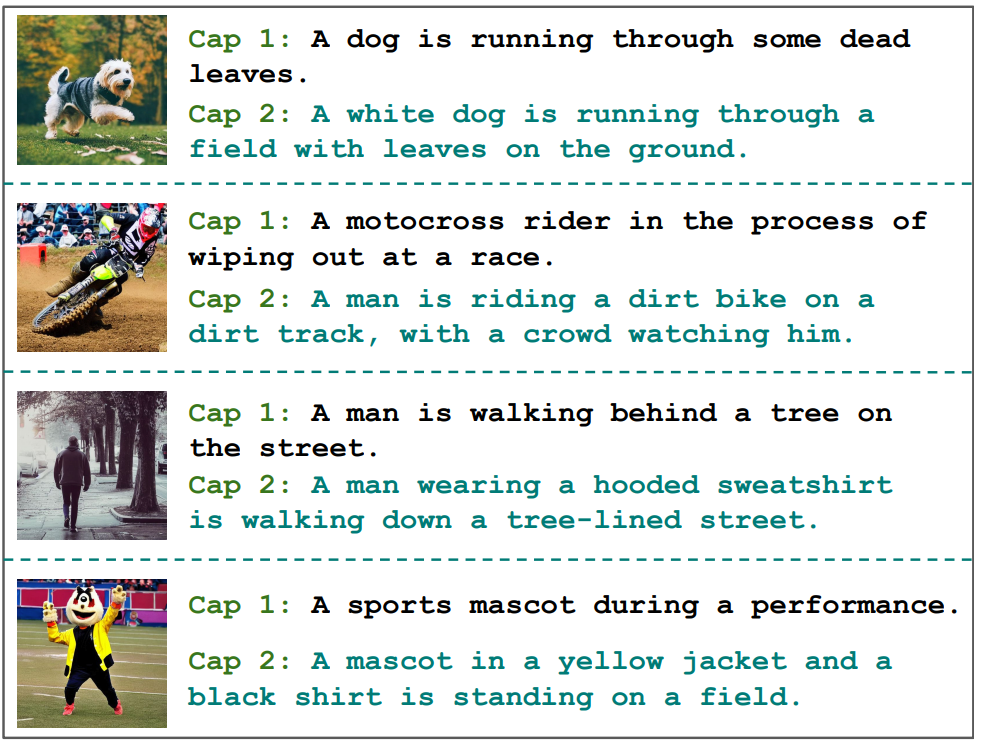 Cap 1: A dog is running through some dead
leaves.
Cap 2: A white dog is running through a
field with leaves on the ground.
Cap 1: A motocross rider in the process of
wiping out at a race.
Cap 2: A man is riding a dirt bike on a
dirt track, with a crowd watching him.
Cap 1: A man is walking behind a tree on
the street.
Cap 2: A man wearing a hooded sweatshirt
is walking down a tree-lined street.
Cap 1: A sports mascot during a performance.
Cap 2: A mascot in a yellow jacket and a
black shirt is standing on a field.